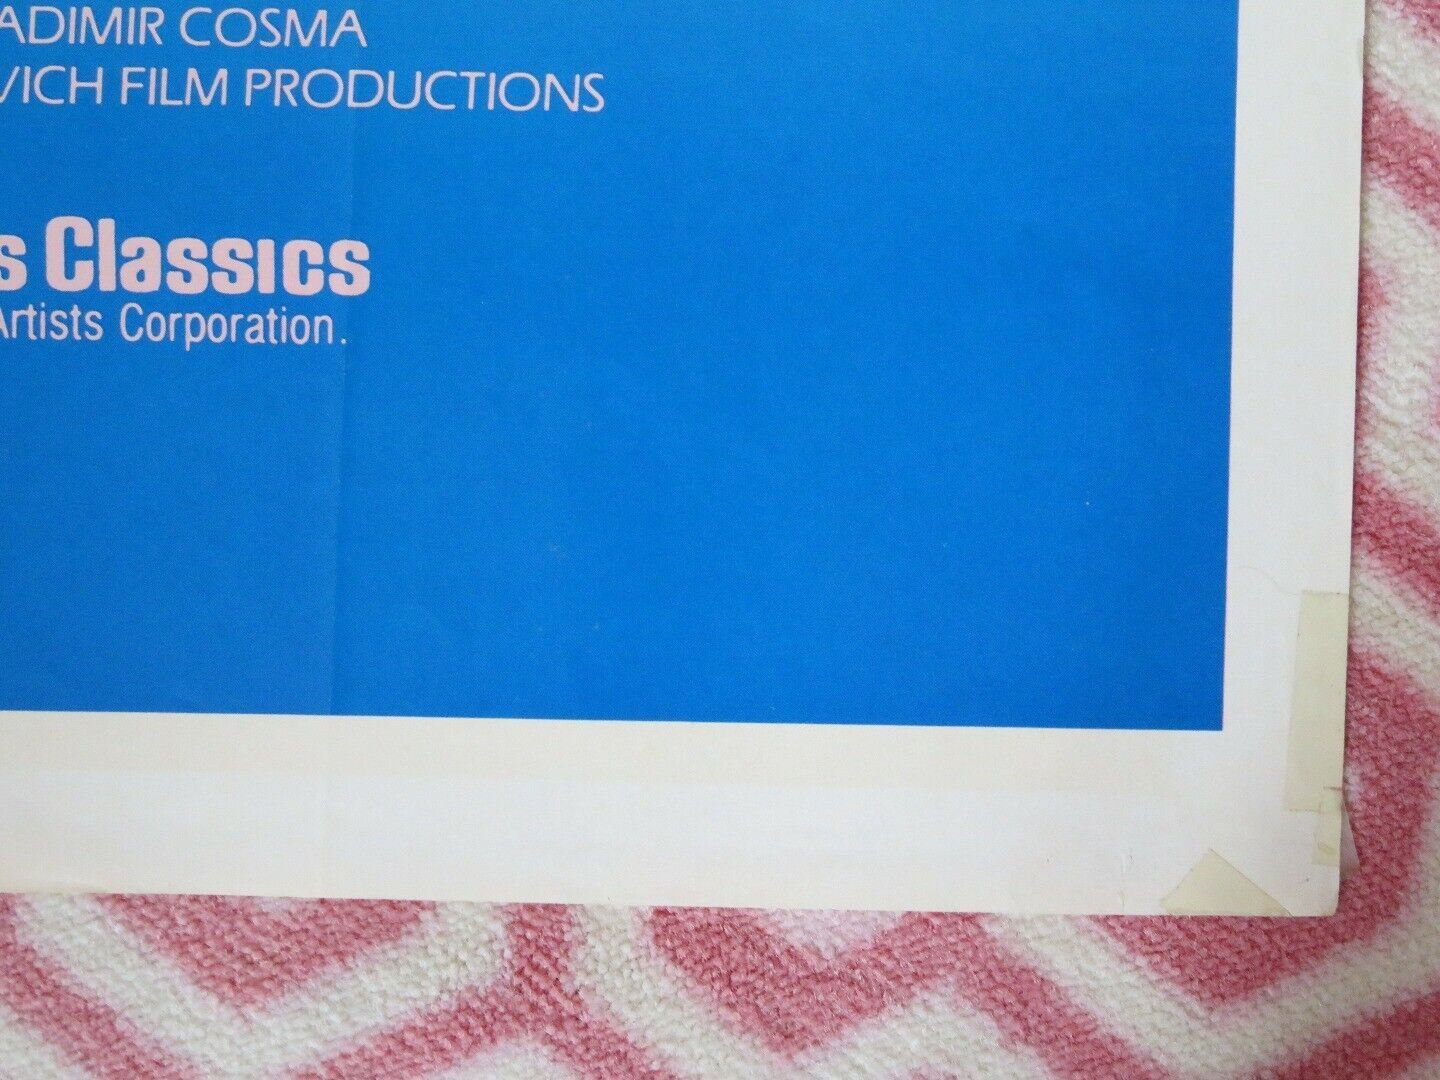 ADIMIR COSMA
VICH FILM PRODUCTIONS
s Classics
Artists Corporation.